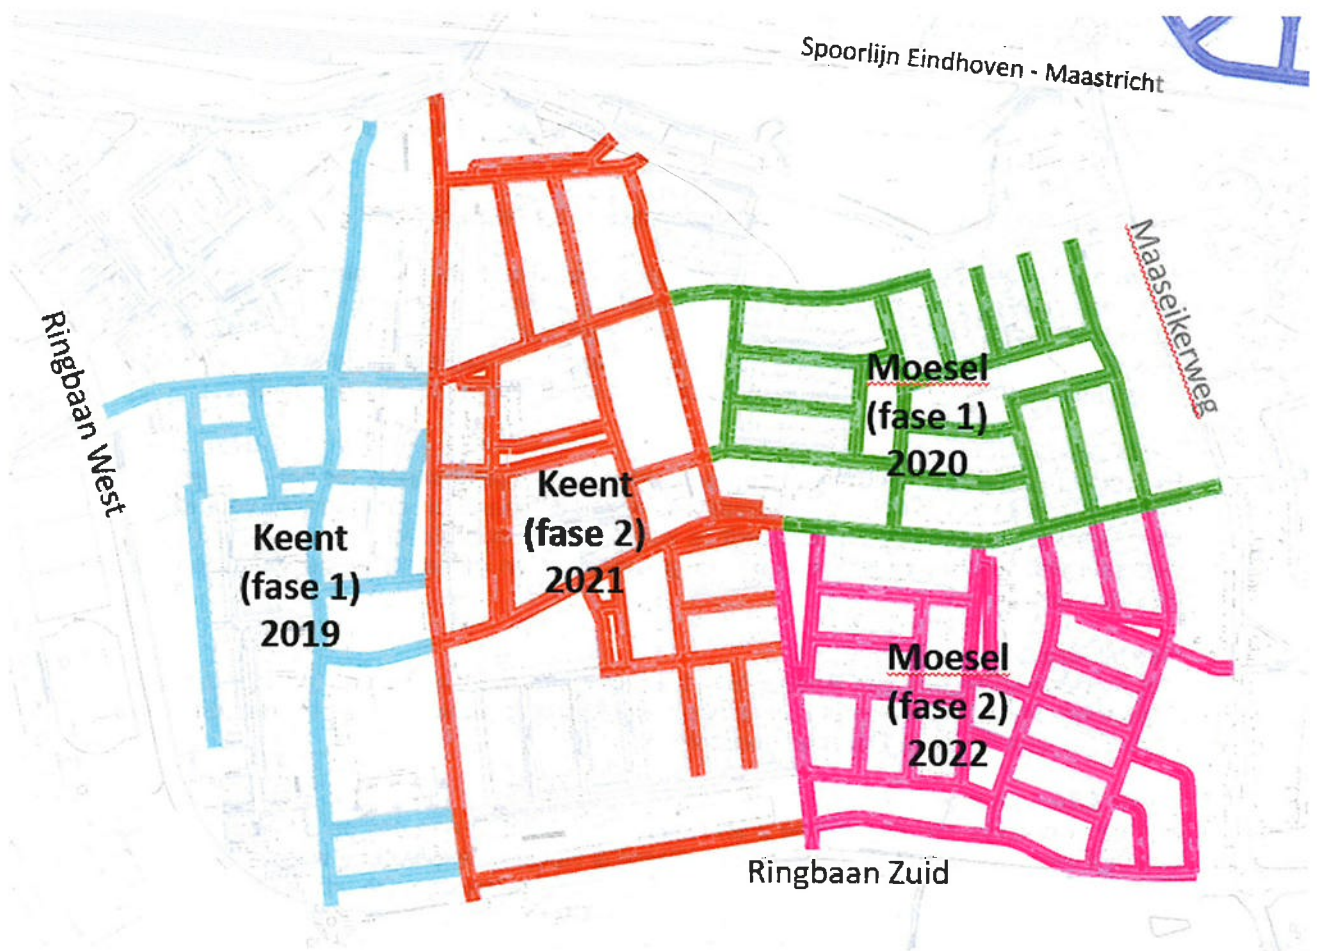 Spoorlijn Eindhoven - Maastricht
Maaseikerweg
Ringbaan West
Moesel
(fase 1)
2020
Keent
(fase 2)
2021
Keent
(fase 1)
2019
Moesel
(fase 2)
2022
Ringbaan Zuid